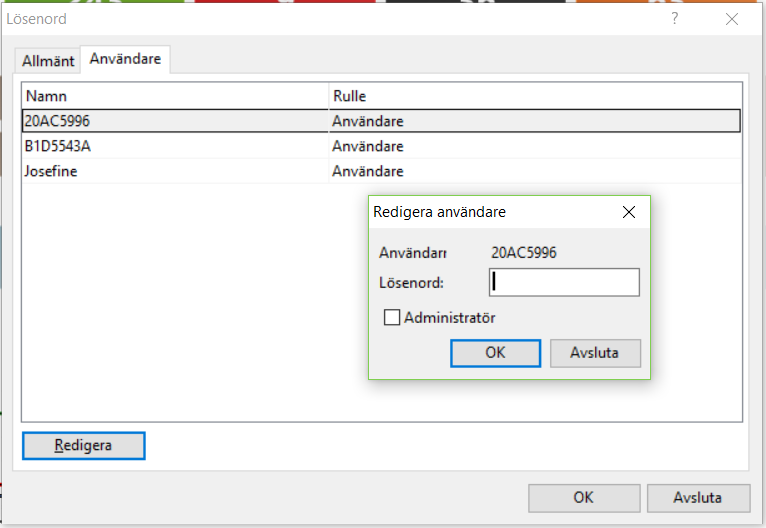 Lösenord
?
Allmänt
Användare
Namn Rulle
20AC5996 Användare
B1D5543A Användare
Josefine Användare
Redigera användare
Användarr 20AC5996
Lösenord:
Administratör
OK Avsluta
Redigera
OK Avsluta